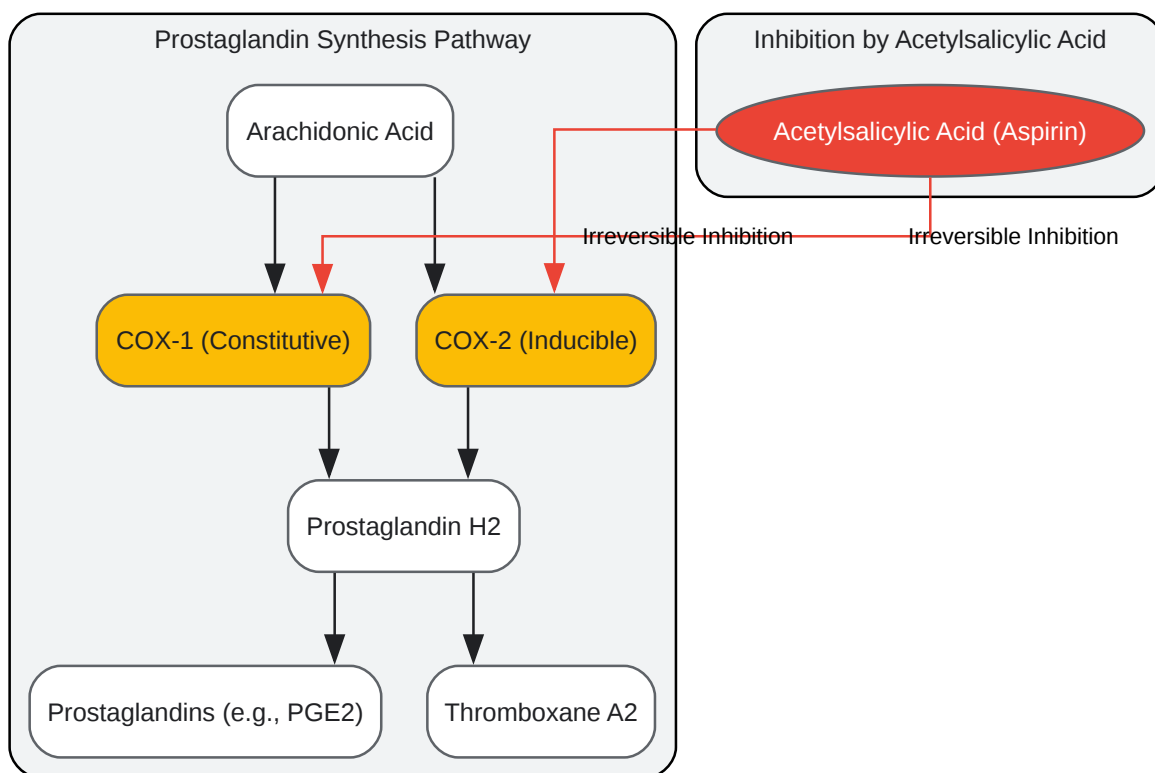 Prostaglandin Synthesis Pathway
Inhibition by Acetylsalicylic Acid
Arachidonic Acid
Acetylsalicylic Acid (Aspirin)
Irreversible Inhibition
Irreversible Inhibition
COX-1 (Constitutive)
COX-2 (Inducible)
Prostaglandin H2
Prostaglandins (e.g., PGE2)
Thromboxane A2